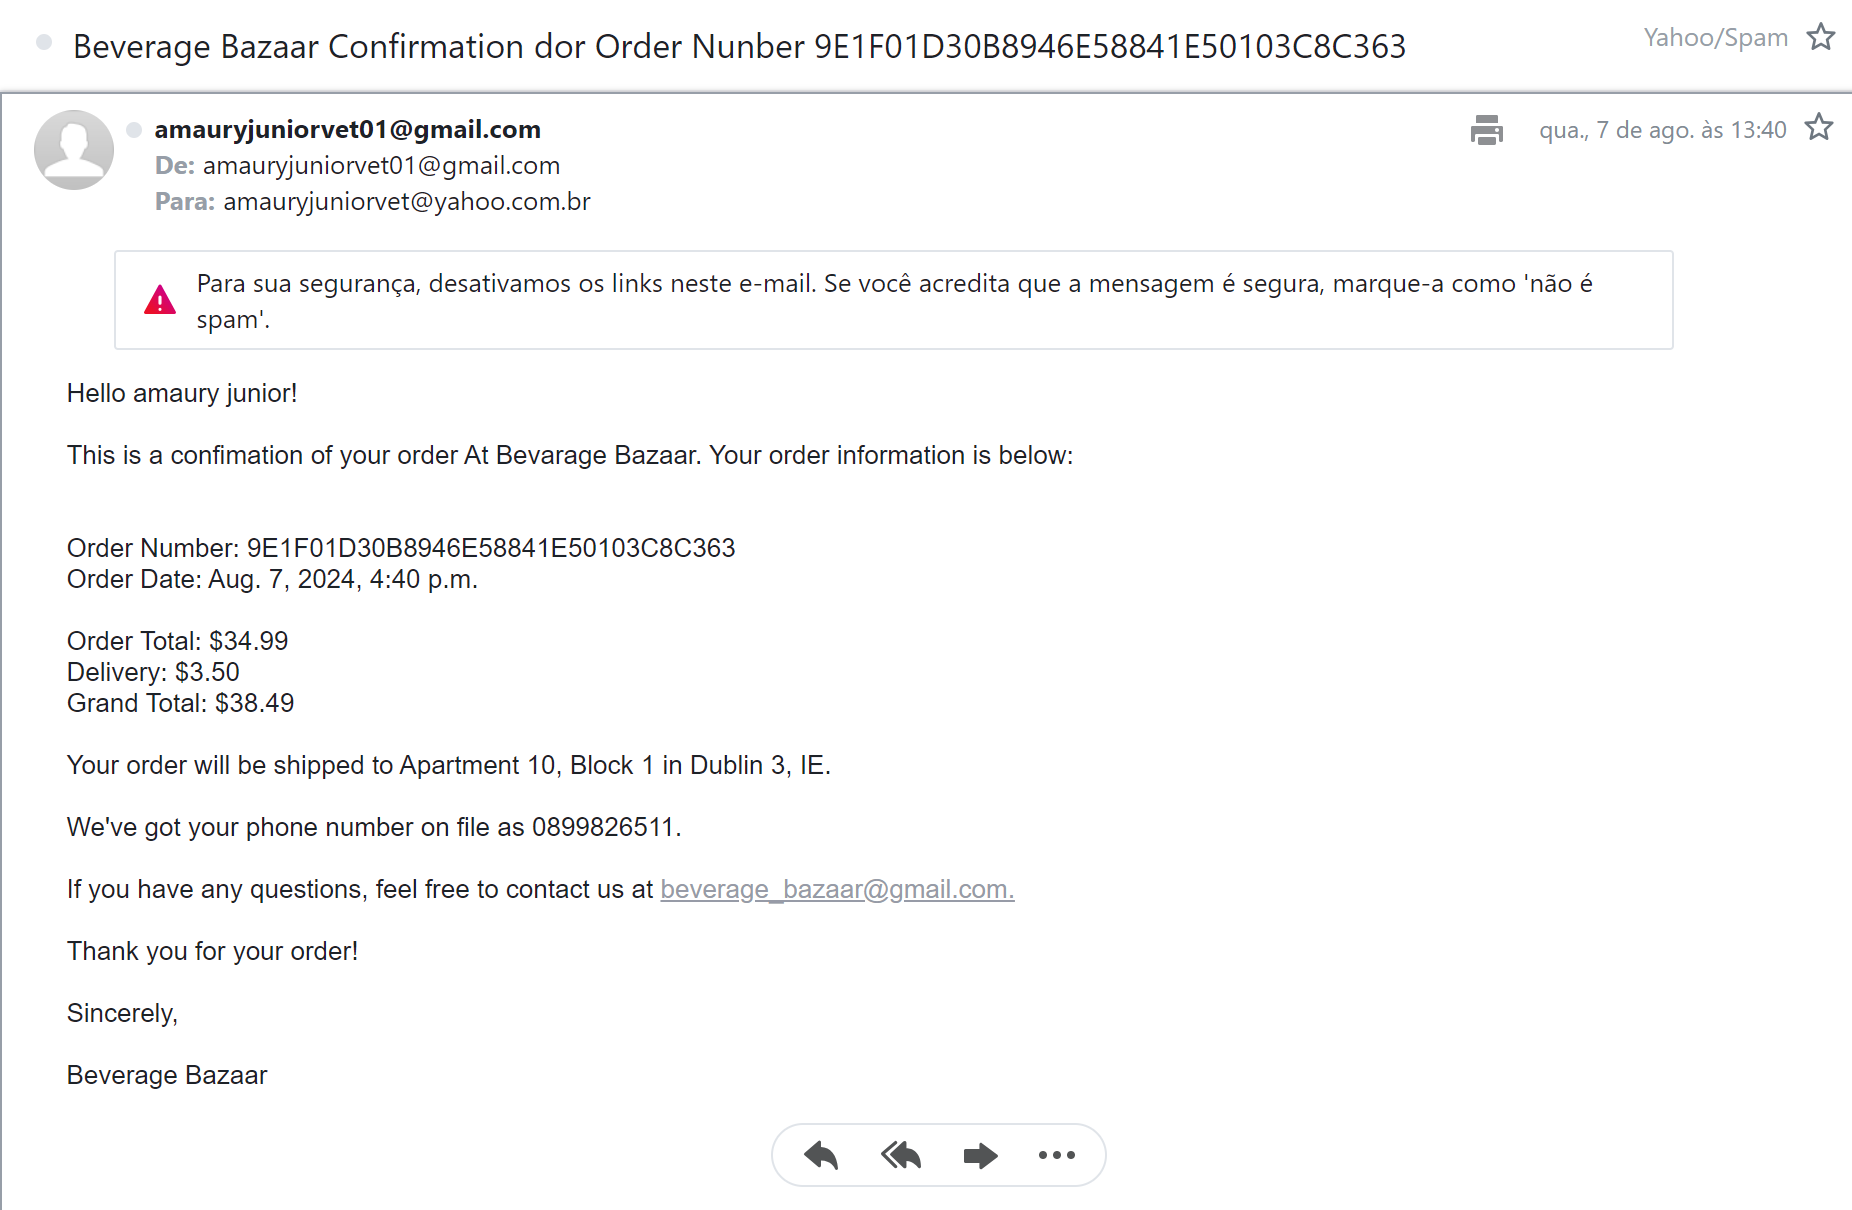 Beverage Bazaar Confirmation dor Order Nunber 9E1F01D30B8946E58841E50103C8C363
Yahoo/Spam
amauryjuniorvet01@gmail.com
qua., 7 de ago. às 13:40
De: amauryjuniorvet01@gmail.com
Para: amauryjuniorvet@yahoo.com.br
Para sua segurança, desativamos os links neste e-mail. Se você acredita que a mensagem é segura, marque-a como 'não é
spam'.
Hello amaury junior!
This is a confimation of your order At Bevarage Bazaar. Your order information is below:
Order Number: 9E1F01D30B8946E58841E50103C8C363
Order Date: Aug. 7, 2024, 4:40 p.m.
Order Total: $34.99
Delivery: $3.50
Grand Total: $38.49
Your order will be shipped to Apartment 10, Block 1 in Dublin 3, IE.
We've got your phone number on file as 0899826511.
If you have any questions, feel free to contact us at beverage_bazaar@gmail.com.
Thank you for your order!
Sincerely,
Beverage Bazaar